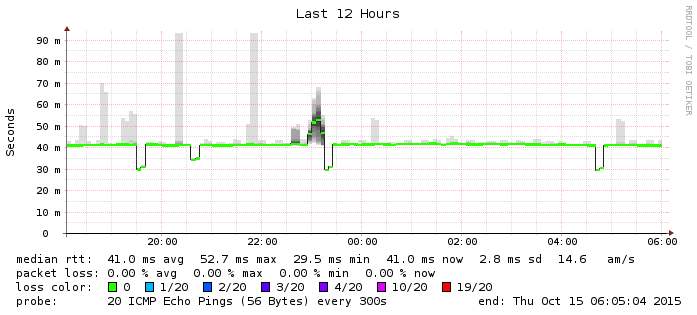 Last 12 Hours
RRDTOOL / TOBI OETIKER
Seconds
90 m
80 m
70 m
60 m
50 m
40 m
30 m
20 m
10 m
0
20:00 22:00 00:00 02:00 04:00 06:00
median rtt: 41.0 ms avg 52.7 ms max 29.5 ms min 41.0 ms now 2.8 ms sd 14.6 am/s
packet loss: 0.00 % avg 0.00 % max 0.00 % min 0.00 % now
loss color: 0 1/20 2/20 3/20 4/20 10/20 19/20
probe: 20 ICMP Echo Pings (56 Bytes) every 300s end: Thu Oct 15 06:05:04 2015